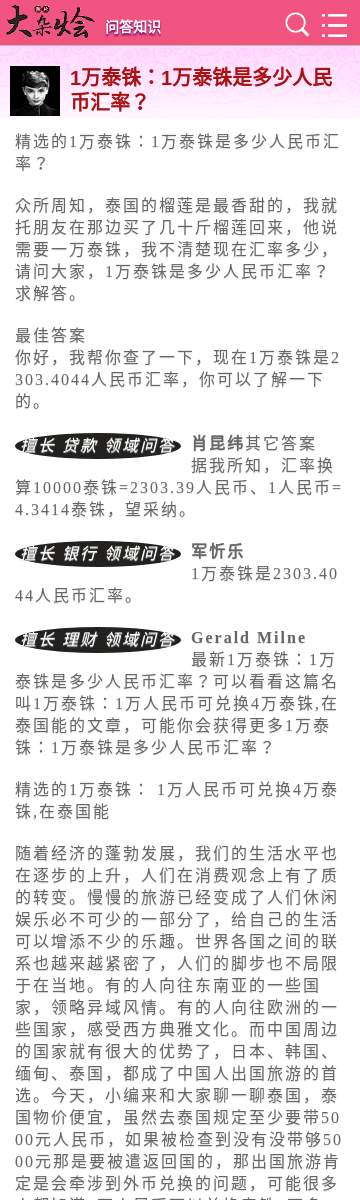 大杂烩 问答知识
1万泰铢：1万泰铢是多少人民
币汇率？
精选的1万泰铢：1万泰铢是多少人民币汇
率？
众所周知，泰国的榴莲是最香甜的，我就
托朋友在那边买了几十斤榴莲回来，他说
需要一万泰铢，我不清楚现在汇率多少，
请问大家，1万泰铢是多少人民币汇率？
求解答。
最佳答案
你好，我帮你查了一下，现在1万泰铢是2
303.4044人民币汇率，你可以了解一下
的。
擅长 贷款 领域问答 肖昆纬其它答案
据我所知，汇率换
算10000泰铢=2303.39人民币、1人民币=
4.3414泰铢，望采纳。
擅长 银行 领域问答 军忻乐
1万泰铢是2303.40
44人民币汇率。
擅长 理财 领域问答 Gerald Milne
最新1万泰铢：1万
泰铢是多少人民币汇率？可以看看这篇名
叫1万泰铢：1万人民币可兑换4万泰铢,在
泰国能的文章，可能你会获得更多1万泰
铢：1万泰铢是多少人民币汇率？
精选的1万泰铢： 1万人民币可兑换4万泰
铢,在泰国能
随着经济的蓬勃发展，我们的生活水平也
在逐步的上升，人们在消费观念上有了质
的转变。慢慢的旅游已经变成了人们休闲
娱乐必不可少的一部分了，给自己的生活
可以增添不少的乐趣。世界各国之间的联
系也越来越紧密了，人们的脚步也不局限
于在当地。有的人向往东南亚的一些国
家，领略异域风情。有的人向往欧洲的一
些国家，感受西方典雅文化。而中国周边
的国家就有很大的优势了，日本、韩国、
缅甸、泰国，都成了中国人出国旅游的首
选。今天，小编来和大家聊一聊泰国，泰
国物价便宜，虽然去泰国规定至少要带50
00元人民币，如果被检查到没有没带够50
00元那是要被遣返回国的，那出国旅游肯
定是会牵涉到外币兑换的问题，可能很多